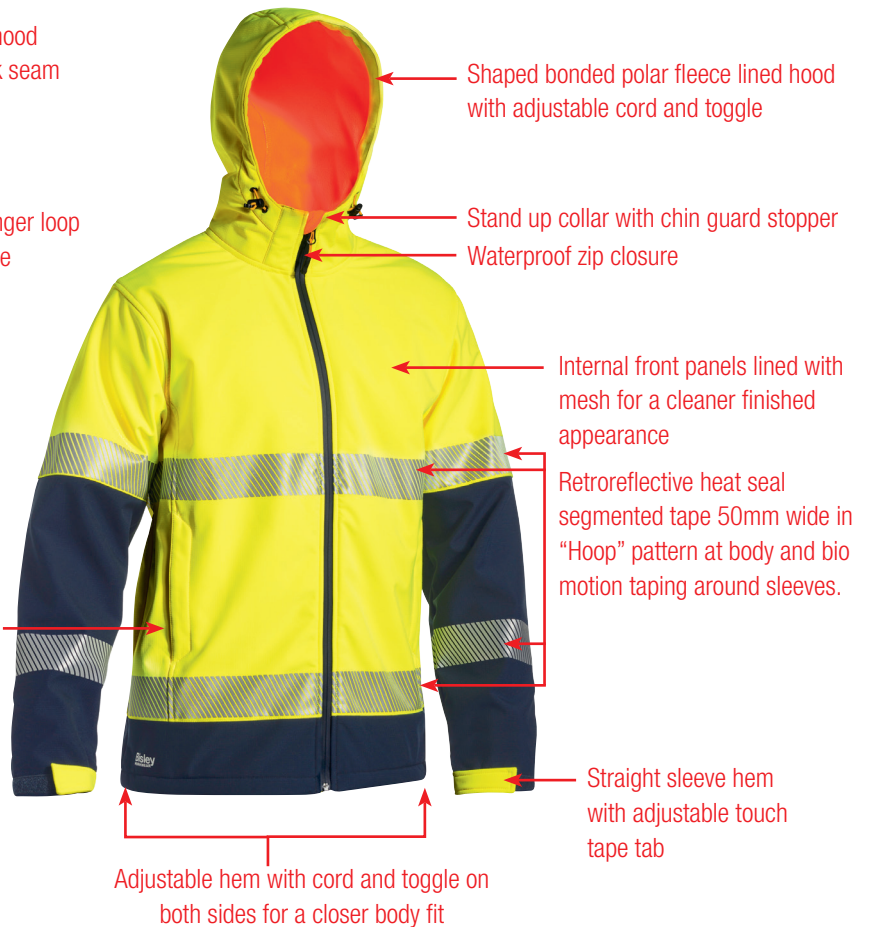 hood
k seam
nger loop
e
Shaped bonded polar fleece lined hood
with adjustable cord and toggle
Stand up collar with chin guard stopper
Waterproof zip closure
Internal front panels lined with
mesh for a cleaner finished
appearance
Retroreflective heat seal
segmented tape 50mm wide in
“Hoop” pattern at body and bio
motion taping around sleeves.
Bisley
Straight sleeve hem
with adjustable touch
tape tab
Adjustable hem with cord and toggle on
both sides for a closer body fit